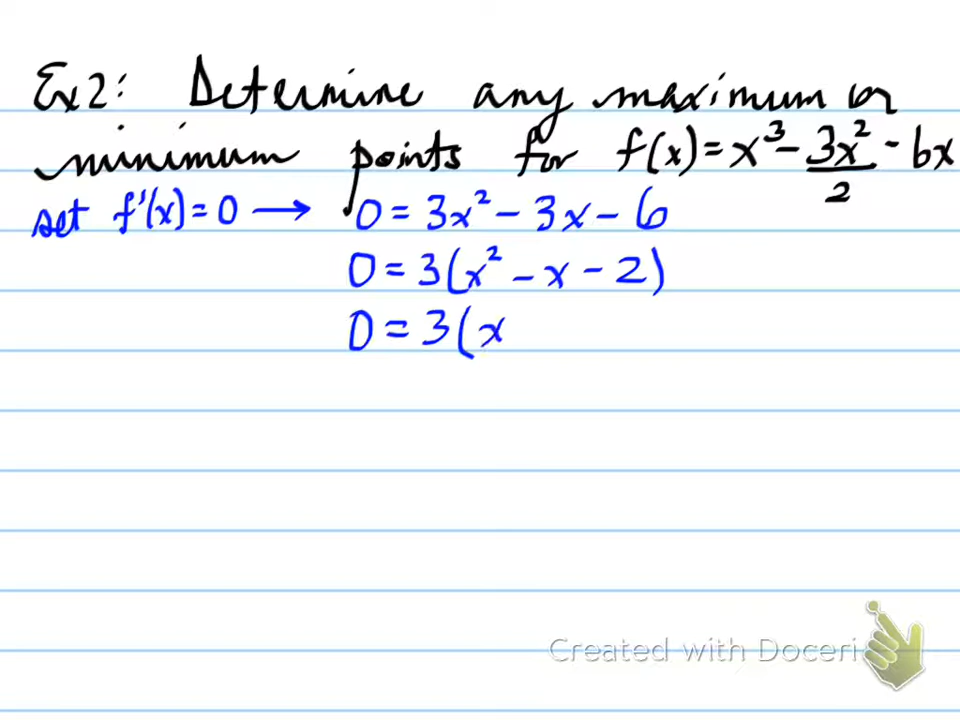 Ex2: Determine any maximum or
minimum points for f(x) = x³ - 3x²/2 - 6x
set f'(x) = 0 → 0 = 3x² - 3x - 6
0 = 3(x² - x - 2)
0 = 3(x
Created with Doceri